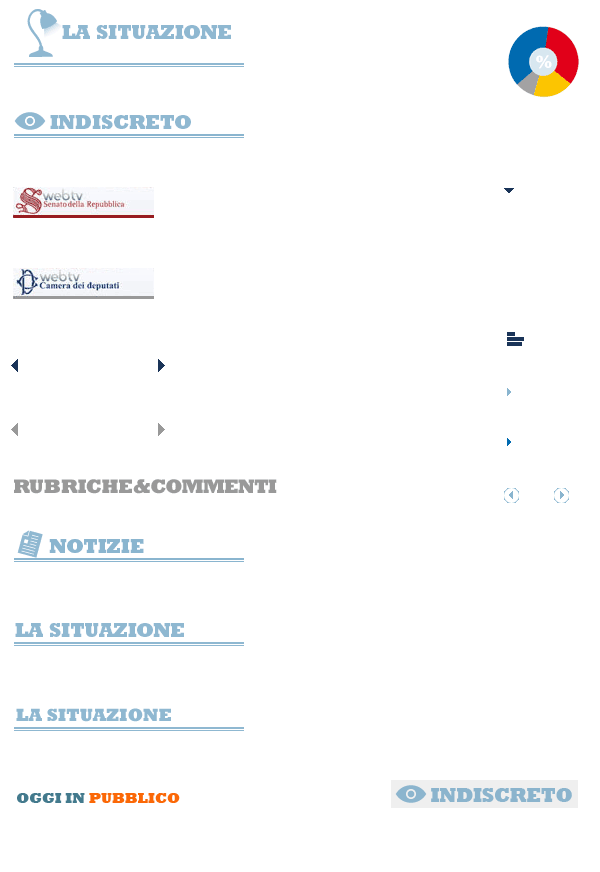 LA SITUAZIONE
%
INDISCRETO
webtv
Senato della Repubblica
webtv
Camera dei deputati
RUBRICHE&COMMENTI
NOTIZIE
LA SITUAZIONE
LA SITUAZIONE
OGGI IN PUBBLICO
INDISCRETO